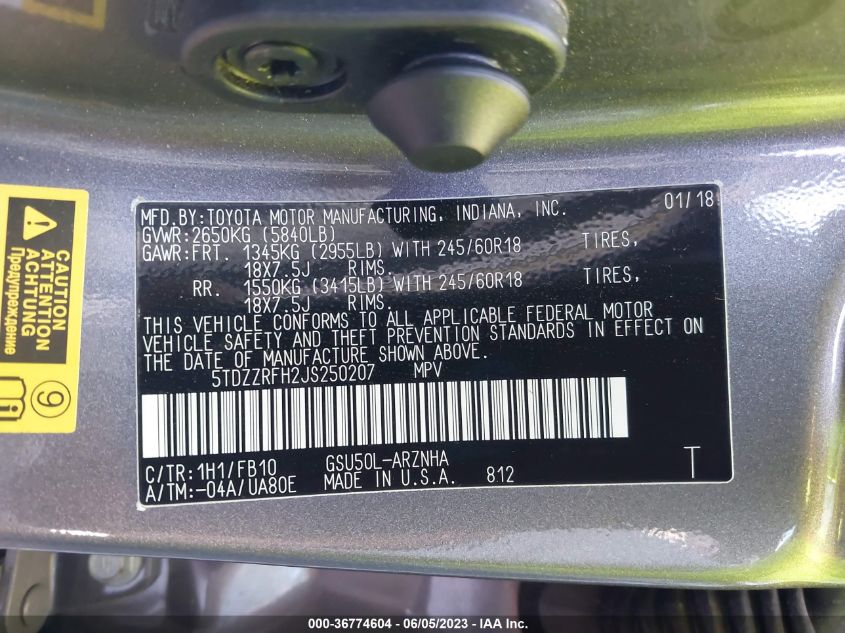 MFD.BY:TOYOTA MOTOR MANUFACTURING, INDIANA, INC. 01/18
GVWR:2650KG (5840LB)
GAWR:FRT. 1345KG (2955LB) WITH 245/60R18 TIRES,
18X7.5J RIMS.
RR. 1550KG (3415LB) WITH 245/60R18 TIRES,
18X7.5J RIMS.
THIS VEHICLE CONFORMS TO ALL APPLICABLE FEDERAL MOTOR
VEHICLE SAFETY AND THEFT PREVENTION STANDARDS IN EFFECT ON
THE DATE OF MANUFACTURE SHOWN ABOVE.
5TDZZRFH2JS250207 MPV
C/TR:1H1/FB10 GSU50L-ARZNHA
A/TM:-04A/UA80E MADE IN U.S.A. 812 T
CAUTION
ATTENTION
ACHTUNG
Предупреждение
9
000-36774604 - 06/05/2023 - IAA Inc.